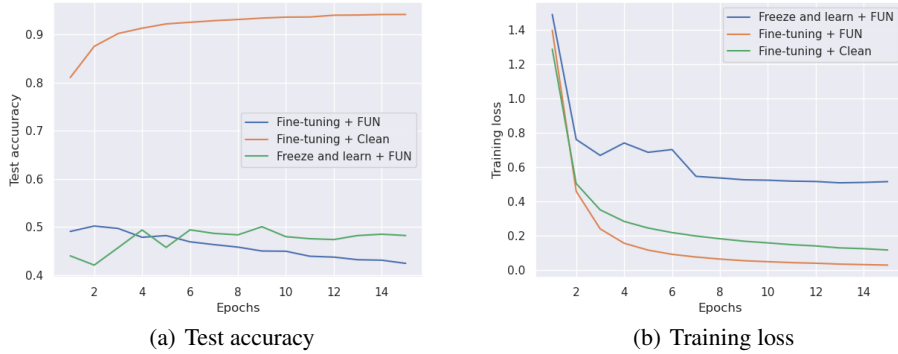 0.9
0.8
0.7
0.6
0.5
0.4
Test accuuracy
Fine-tuning + FUN
Fine-tuning + Clean
Freeze and learn + FUN
2 4 6 8 10 12 14
Epochs
(a) Test accuracy
1.4
1.2
1.0
0.8
0.6
0.4
0.2
0.0
Training loss
Freeze and learn + FUN
Fine-tuning + FUN
Fine-tuning + Clean
2 4 6 8 10 12 14
Epochs
(b) Training loss